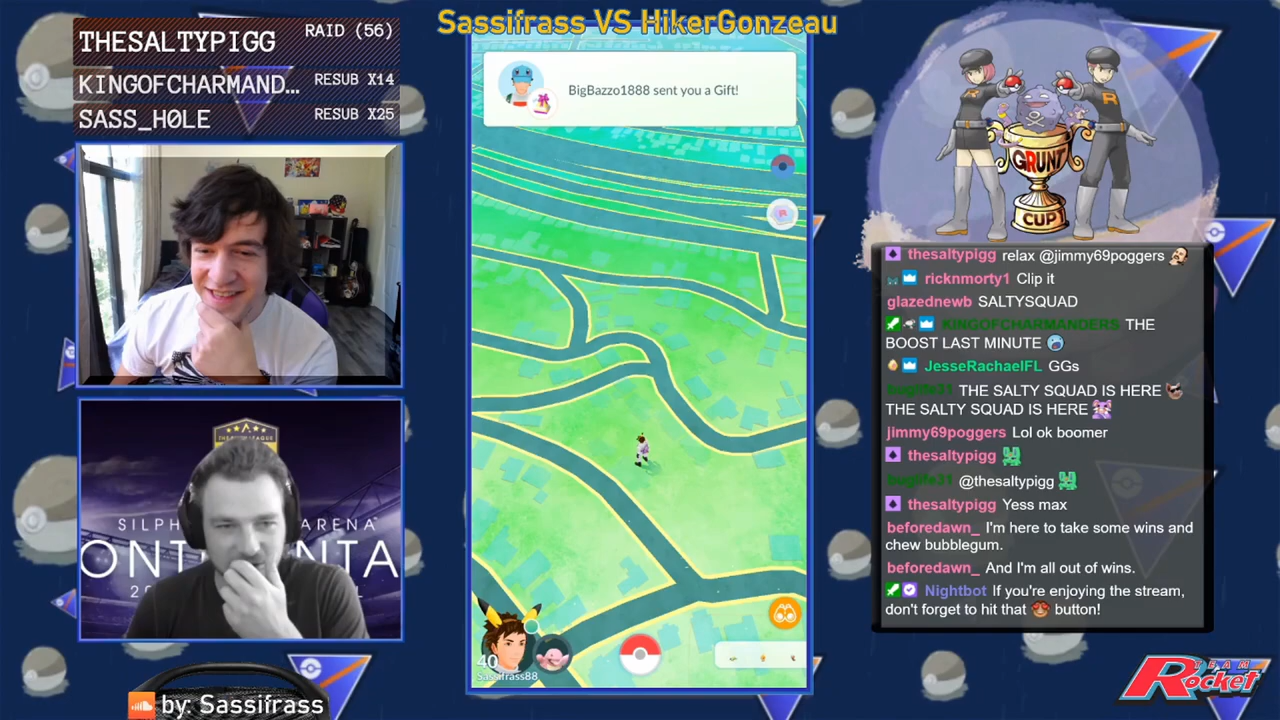 Sassifrass VS HikerGonzeau
THESALTYPIGG RAID (56)
KINGOFCHARMAND... RESUB X14
SASS_H0LE RESUB X25
BigBazzo1888 sent you a Gift!
GRUNT
CUP
R
thesaltypigg relax @jimmy69poggers
ricknmorty1 Clip it
glazednewb SALTYSQUAD
KINGOFCHARMANDERS THE
BOOST LAST MINUTE
JesseRachaelFL GGs
THE SALTY SQUAD IS HERE
THE SALTY SQUAD IS HERE
jimmy69poggers Lol ok boomer
thesaltypigg
@thesaltypigg
thesaltypigg Yess max
beforedawn_ I'm here to take some wins and
chew bubblegum.
beforedawn_ And I'm all out of wins.
Nightbot If you're enjoying the stream,
don't forget to hit that button!
SILPH ARENA
ONT NTA
40
Sassifrass88
by: Sassifrass
TEAM
Rocket